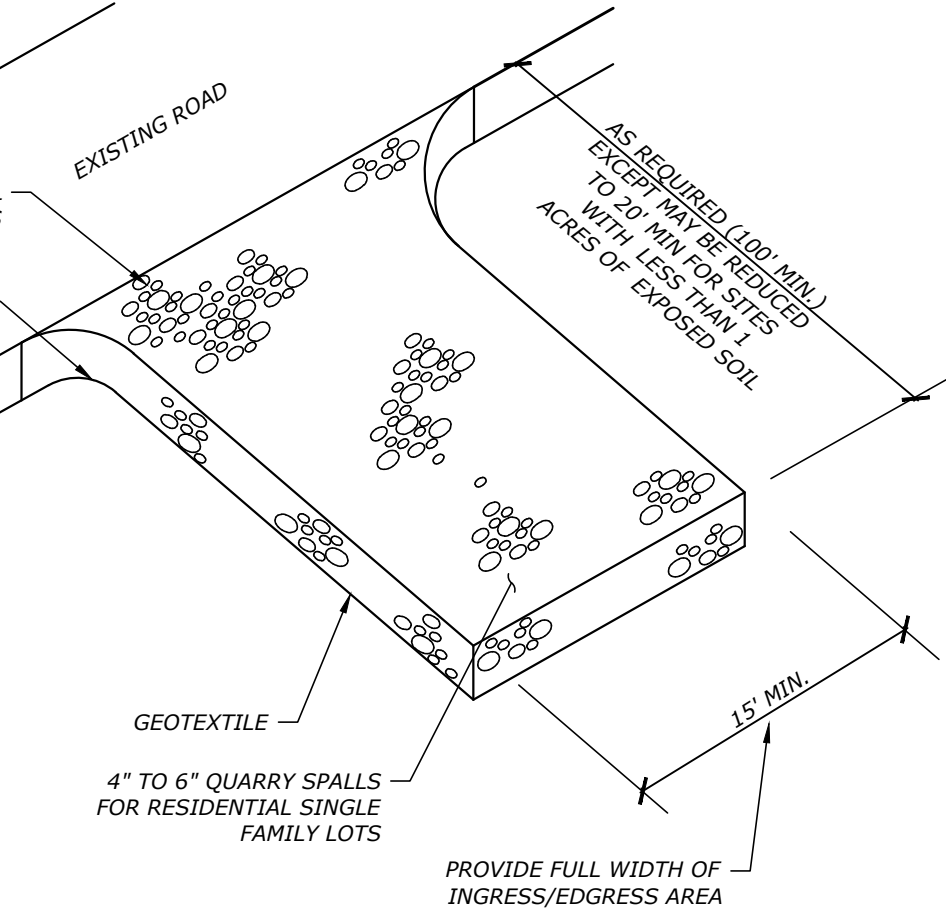 EXISTING ROAD
AS REQUIRED (100' MIN.)
EXCEPT MAY BE REDUCED
TO 20' MIN FOR SITES
WITH LESS THAN 1
ACRES OF EXPOSED SOIL
GEOTEXTILE
15' MIN.
4" TO 6" QUARRY SPALLS
FOR RESIDENTIAL SINGLE
FAMILY LOTS
PROVIDE FULL WIDTH OF
INGRESS/EDGRESS AREA